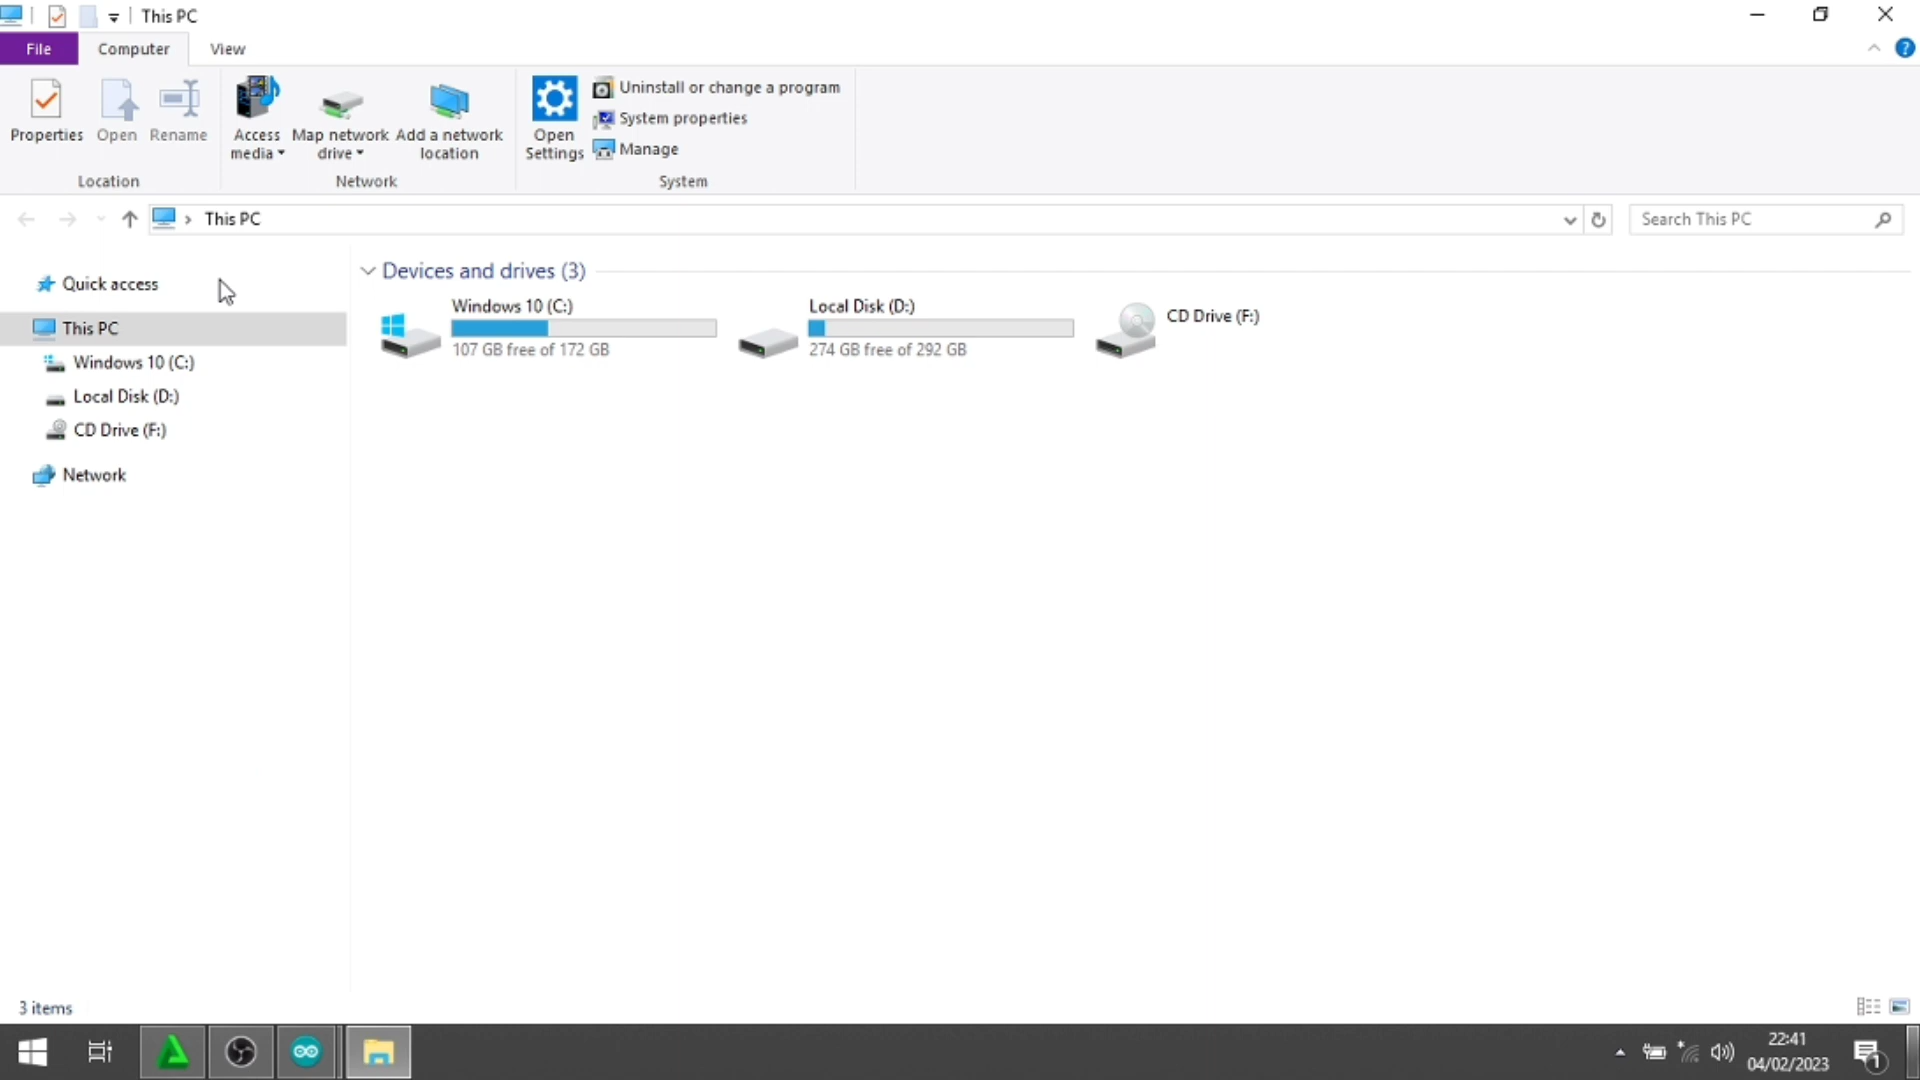 This PC
File
Computer
View
Properties
Open
Rename
Access
media
Map network
drive
Add a network
location
Open
Settings
Uninstall or change a program
System properties
Manage
Location
Network
System
This PC
Search This PC
Quick access
This PC
Windows 10 (C:)
Local Disk (D:)
CD Drive (F:)
Network
Devices and drives (3)
Windows 10 (C:)
107 GB free of 172 GB
Local Disk (D:)
274 GB free of 292 GB
CD Drive (F:)
3 items
22:41
04/02/2023
1